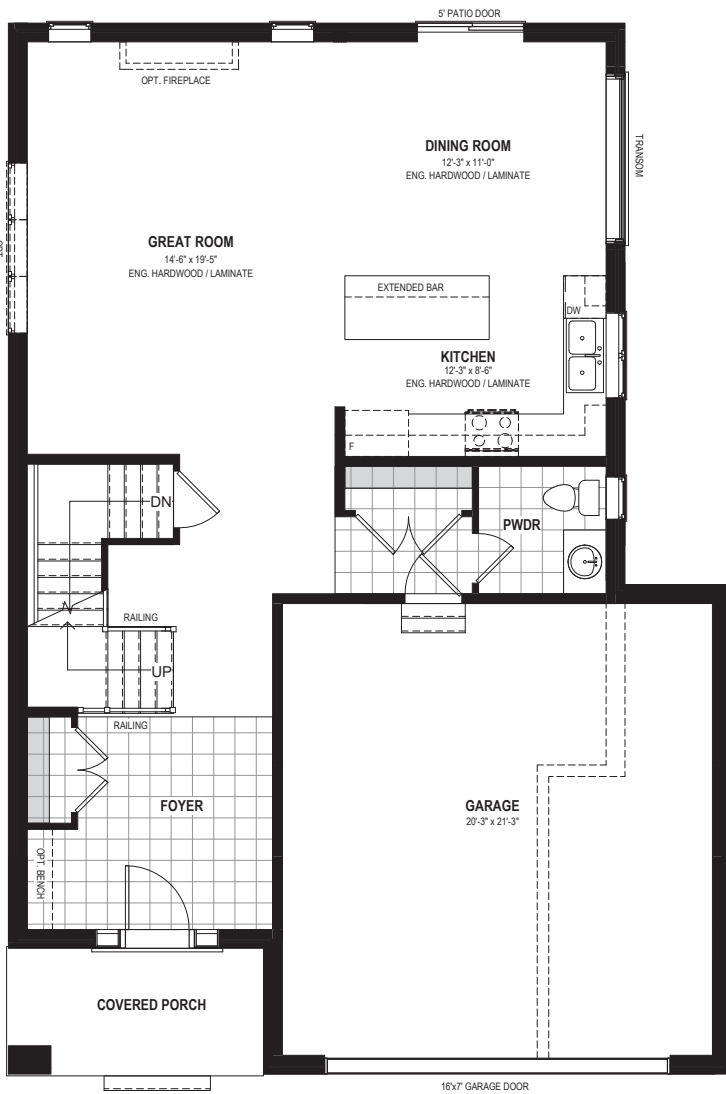 5' PATIO DOOR
OPT. FIREPLACE
DINING ROOM
12'-3" x 11'-0"
ENG. HARDWOOD / LAMINATE
TRANSOM
GREAT ROOM
14'-6" x 19'-5"
ENG. HARDWOOD / LAMINATE
EXTENDED BAR
DW
KITCHEN
12'-3" x 8'-6"
ENG. HARDWOOD / LAMINATE
F
DN
PWDR
RAILING
UP
RAILING
FOYER
GARAGE
20'-3" x 21'-3"
OPT. BENCH
COVERED PORCH
16'x7' GARAGE DOOR